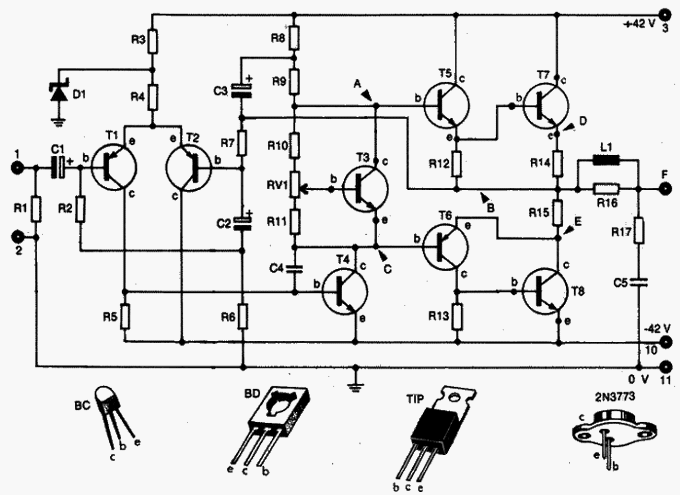 R3
R8
-+42 V
3
R9
D1
R4
C3
+
A
T5
T7
c
c
b
b
1
C1
+
T1
e
e
T2
R7
R10
T3
c
e
c
D
b
b
R12
R14
L1
F
R1
R2
c
c
RV1
b
B
R16
2
C2
+
R11
e
T6
e
R15
E
R17
C4
T4
c
C
b
c
c
b
b
T8
C5
R5
R6
e
R13
e
-42 V
10
0 V
11
BC
BD
TIP
2N3773
c
b
e
e
c
b
b
c
e
c
e
b